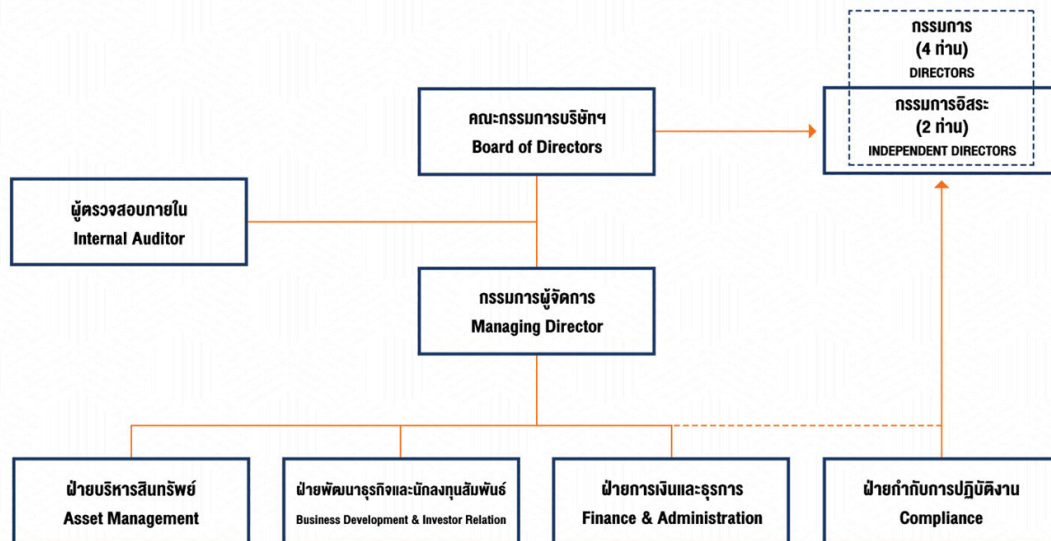 กรรมการ
(4 ท่าน)
DIRECTORS
คณะกรรมการบริษัทฯ
Board of Directors
กรรมการอิสระ
(2 ท่าน)
INDEPENDENT DIRECTORS
ผู้ตรวจสอบภายใน
Internal Auditor
กรรมการผู้จัดการ
Managing Director
ฝ่ายบริหารสินทรัพย์
Asset Management
ฝ่ายพัฒนาธุรกิจและนักลงทุนสัมพันธ์
Business Development & Investor Relation
ฝ่ายการเงินและธุรการ
Finance & Administration
ฝ่ายกำกับการปฏิบัติงาน
Compliance